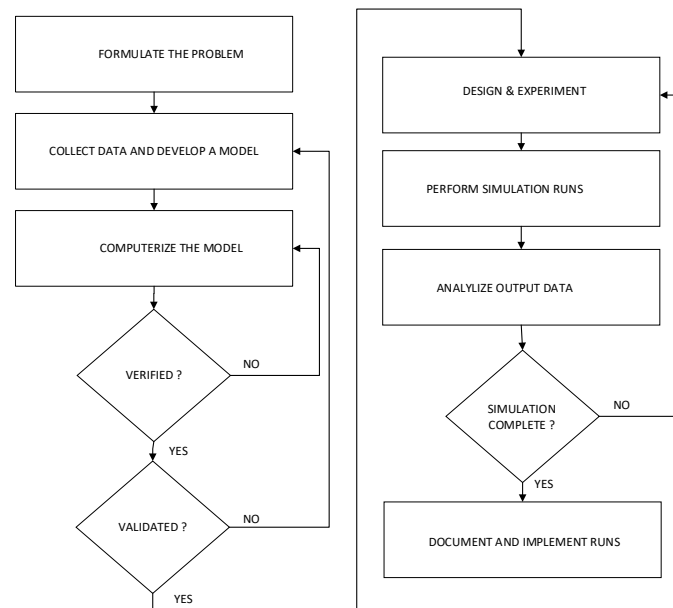 FORMULATE THE PROBLEM
COLLECT DATA AND DEVELOP A MODEL
COMPUTERIZE THE MODEL
VERIFIED ?
NO
YES
VALIDATED ?
NO
YES
DESIGN & EXPERIMENT
PERFORM SIMULATION RUNS
ANALYLIZE OUTPUT DATA
SIMULATION
COMPLETE ?
NO
YES
DOCUMENT AND IMPLEMENT RUNS